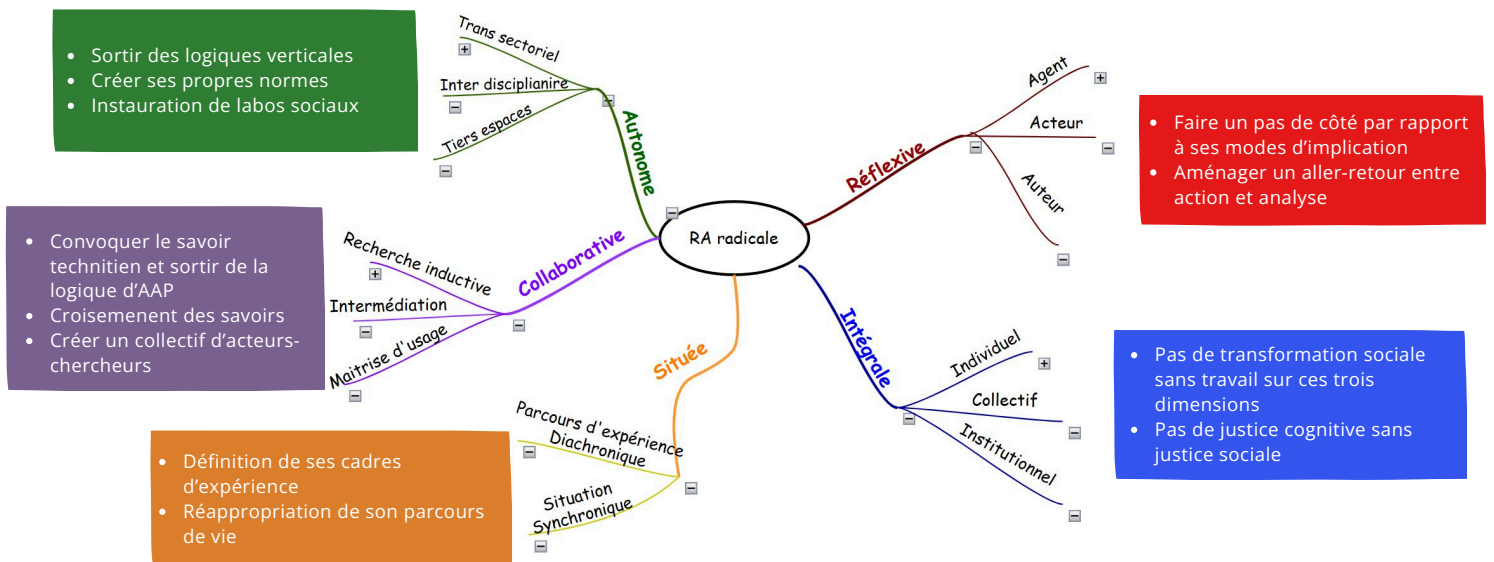 Sortir des logiques verticales
Créer ses propres normes
Instauration de labos sociaux
Trans sectoriel
Inter disciplianire
Tiers espaces
Autonome
Agent
Acteur
Auteur
Réflexive
Faire un pas de côté par rapport
à ses modes d'implication
Aménager un aller-retour entre
action et analyse
RA radicale
Convoquer le savoir
technitien et sortir de la
logique d'AAP
Croisemenent des savoirs
Créer un collectif d'acteurs-
chercheurs
Recherche inductive
Intermédiation
Maitrise d'usage
Collaborative
Située
Parcours d'expérience
Diachronique
Situation
Synchronique
Définition de ses cadres
d'expérience
Réappropriation de son parcours
de vie
Intégrale
Individuel
Collectif
Institutionnel
Pas de transformation sociale
sans travail sur ces trois
dimensions
Pas de justice cognitive sans
justice sociale